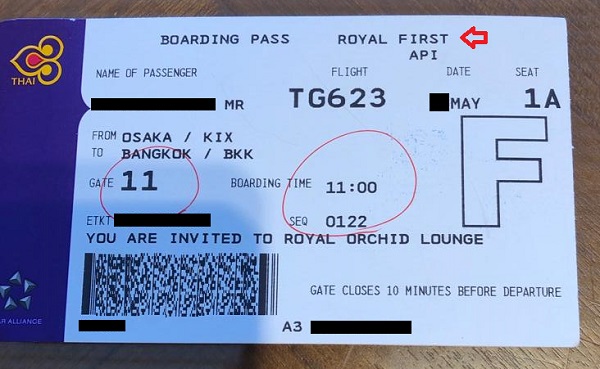 BOARDING PASS ROYAL FIRST
API
THAI
NAME OF PASSENGER FLIGHT DATE SEAT
MR TG623 MAY 1A
FROM OSAKA / KIX
TO BANGKOK / BKK
F
GATE 11 BOARDING TIME 11:00
ETKT SEQ 0122
YOU ARE INVITED TO ROYAL ORCHID LOUNGE
GATE CLOSES 10 MINUTES BEFORE DEPARTURE
R ALLIANCE
A3